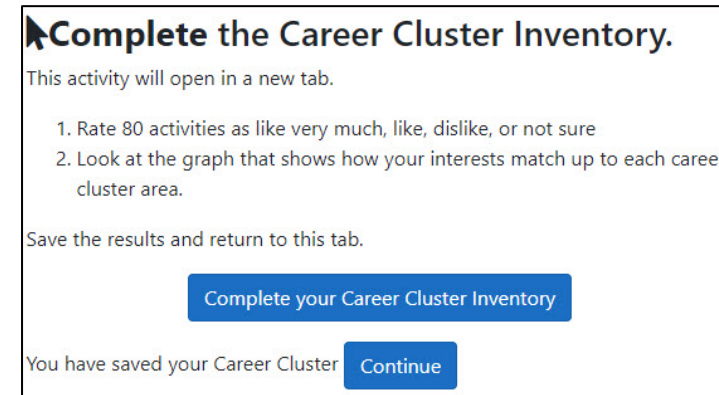 Complete the Career Cluster Inventory.
This activity will open in a new tab.
1. Rate 80 activities as like very much, like, dislike, or not sure
2. Look at the graph that shows how your interests match up to each caree
cluster area.
Save the results and return to this tab.
Complete your Career Cluster Inventory
You have saved your Career Cluster Continue